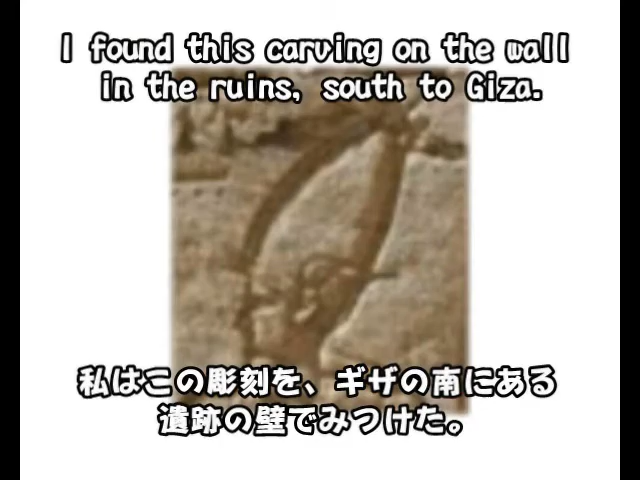 I found this carving on the wall
in the ruins, south to Giza.
私はこの彫刻を、ギザの南にある
遺跡の壁でみつけた。